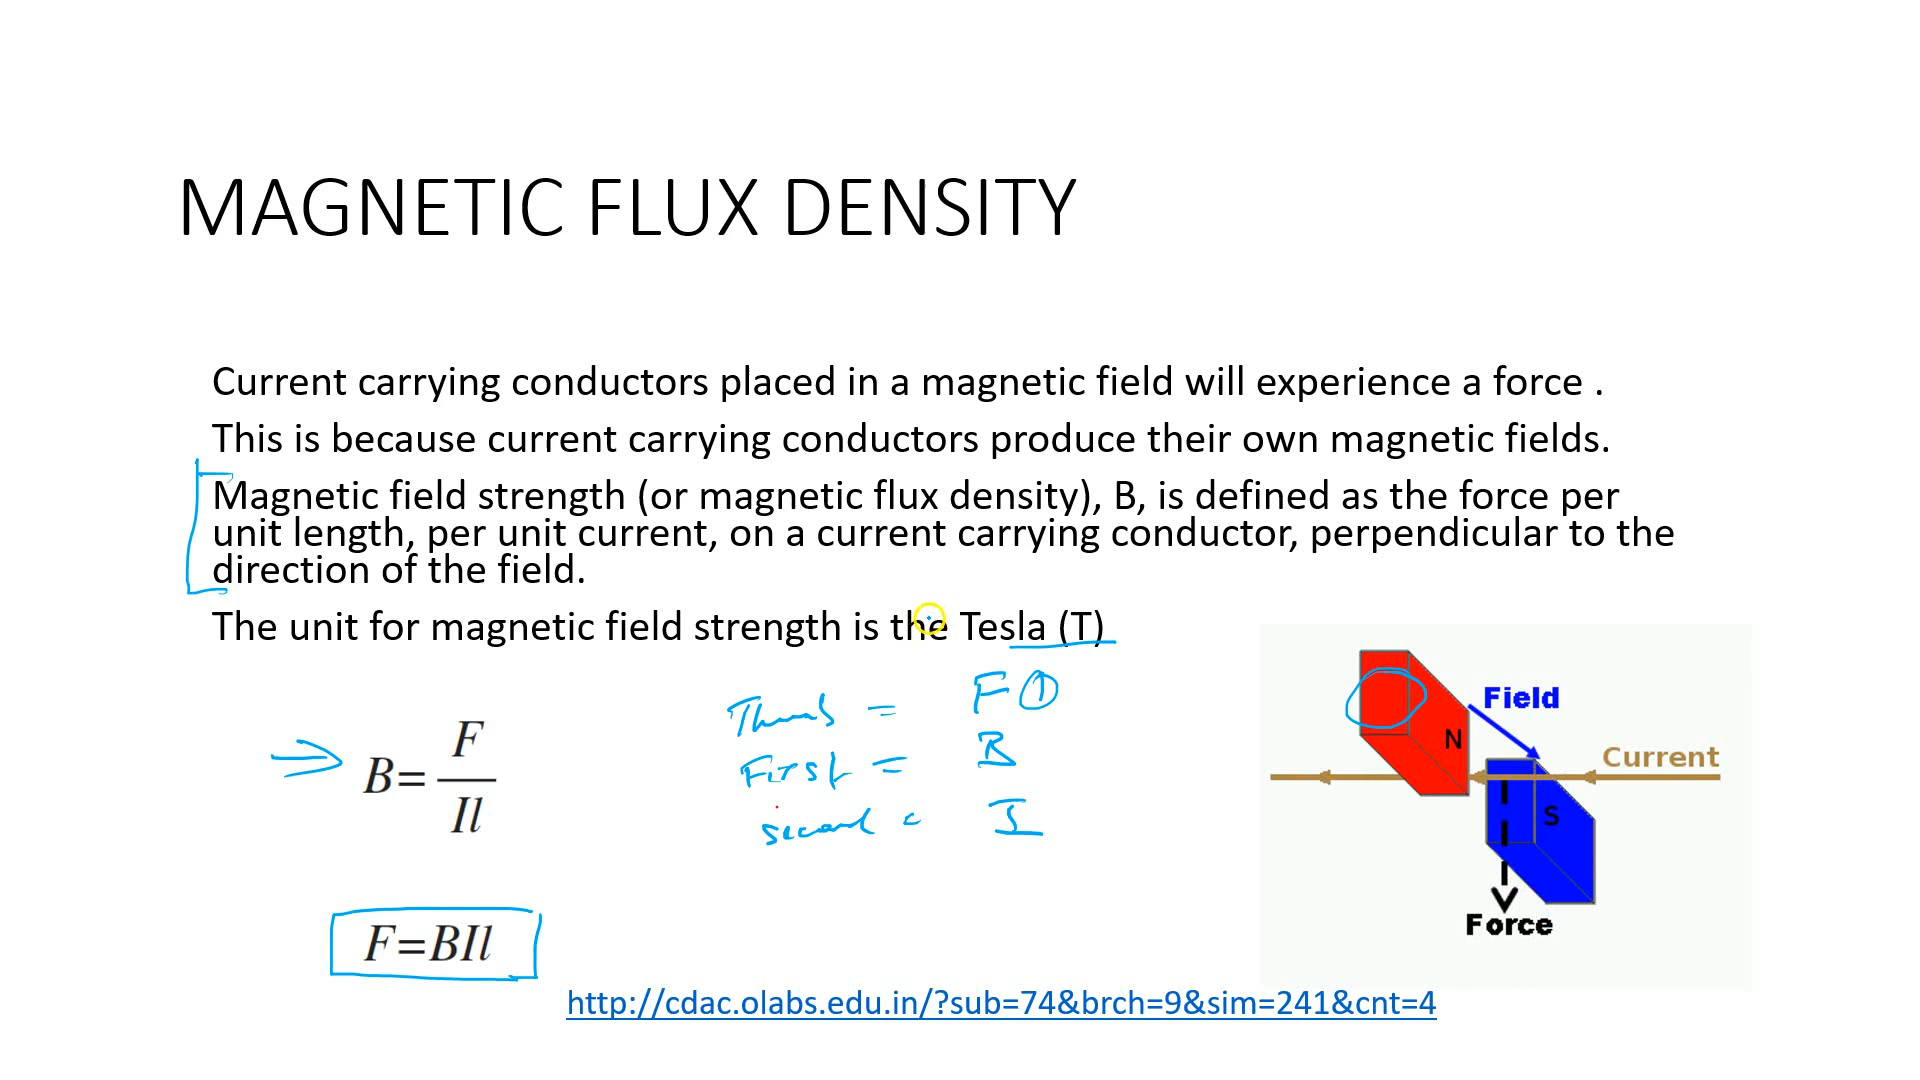 MAGNETIC FLUX DENSITY
Current carrying conductors placed in a magnetic field will experience a force .
This is because current carrying conductors produce their own magnetic fields.
Magnetic field strength (or magnetic flux density), B, is defined as the force per
unit length, per unit current, on a current carrying conductor, perpendicular to the
direction of the field.
The unit for magnetic field strength is the Tesla (T)
Thumb = F ↑
First = B
second = I
B=F/Il
F=BIl
Field
N
Current
S
Force
http://cdac.olabs.edu.in/?sub=74&brch=9&sim=241&cnt=4